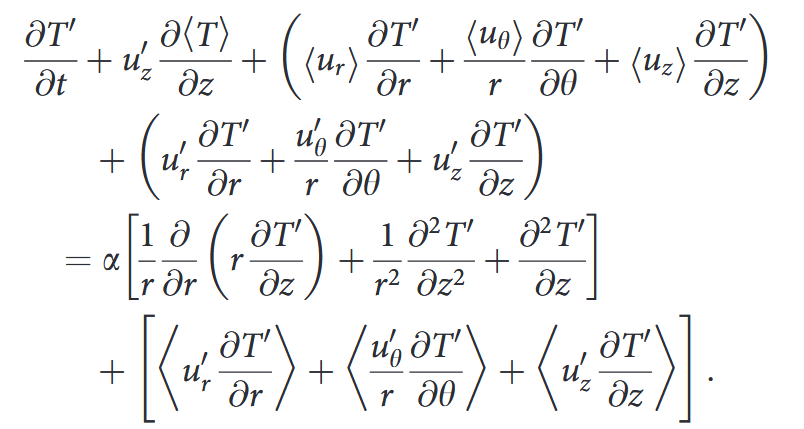 ∂T′/∂t + u′_z ∂⟨T⟩/∂z + (⟨u_r⟩ ∂T′/∂r + ⟨u_θ⟩/r ∂T′/∂θ + ⟨u_z⟩ ∂T′/∂z)
+ (u′_r ∂T′/∂r + u′_θ/r ∂T′/∂θ + u′_z ∂T′/∂z)
= α[1/r ∂/∂r (r ∂T′/∂z) + 1/r² ∂²T′/∂z² + ∂²T′/∂z]
+ [⟨u′_r ∂T′/∂r⟩ + ⟨u′_θ/r ∂T′/∂θ⟩ + ⟨u′_z ∂T′/∂z⟩].